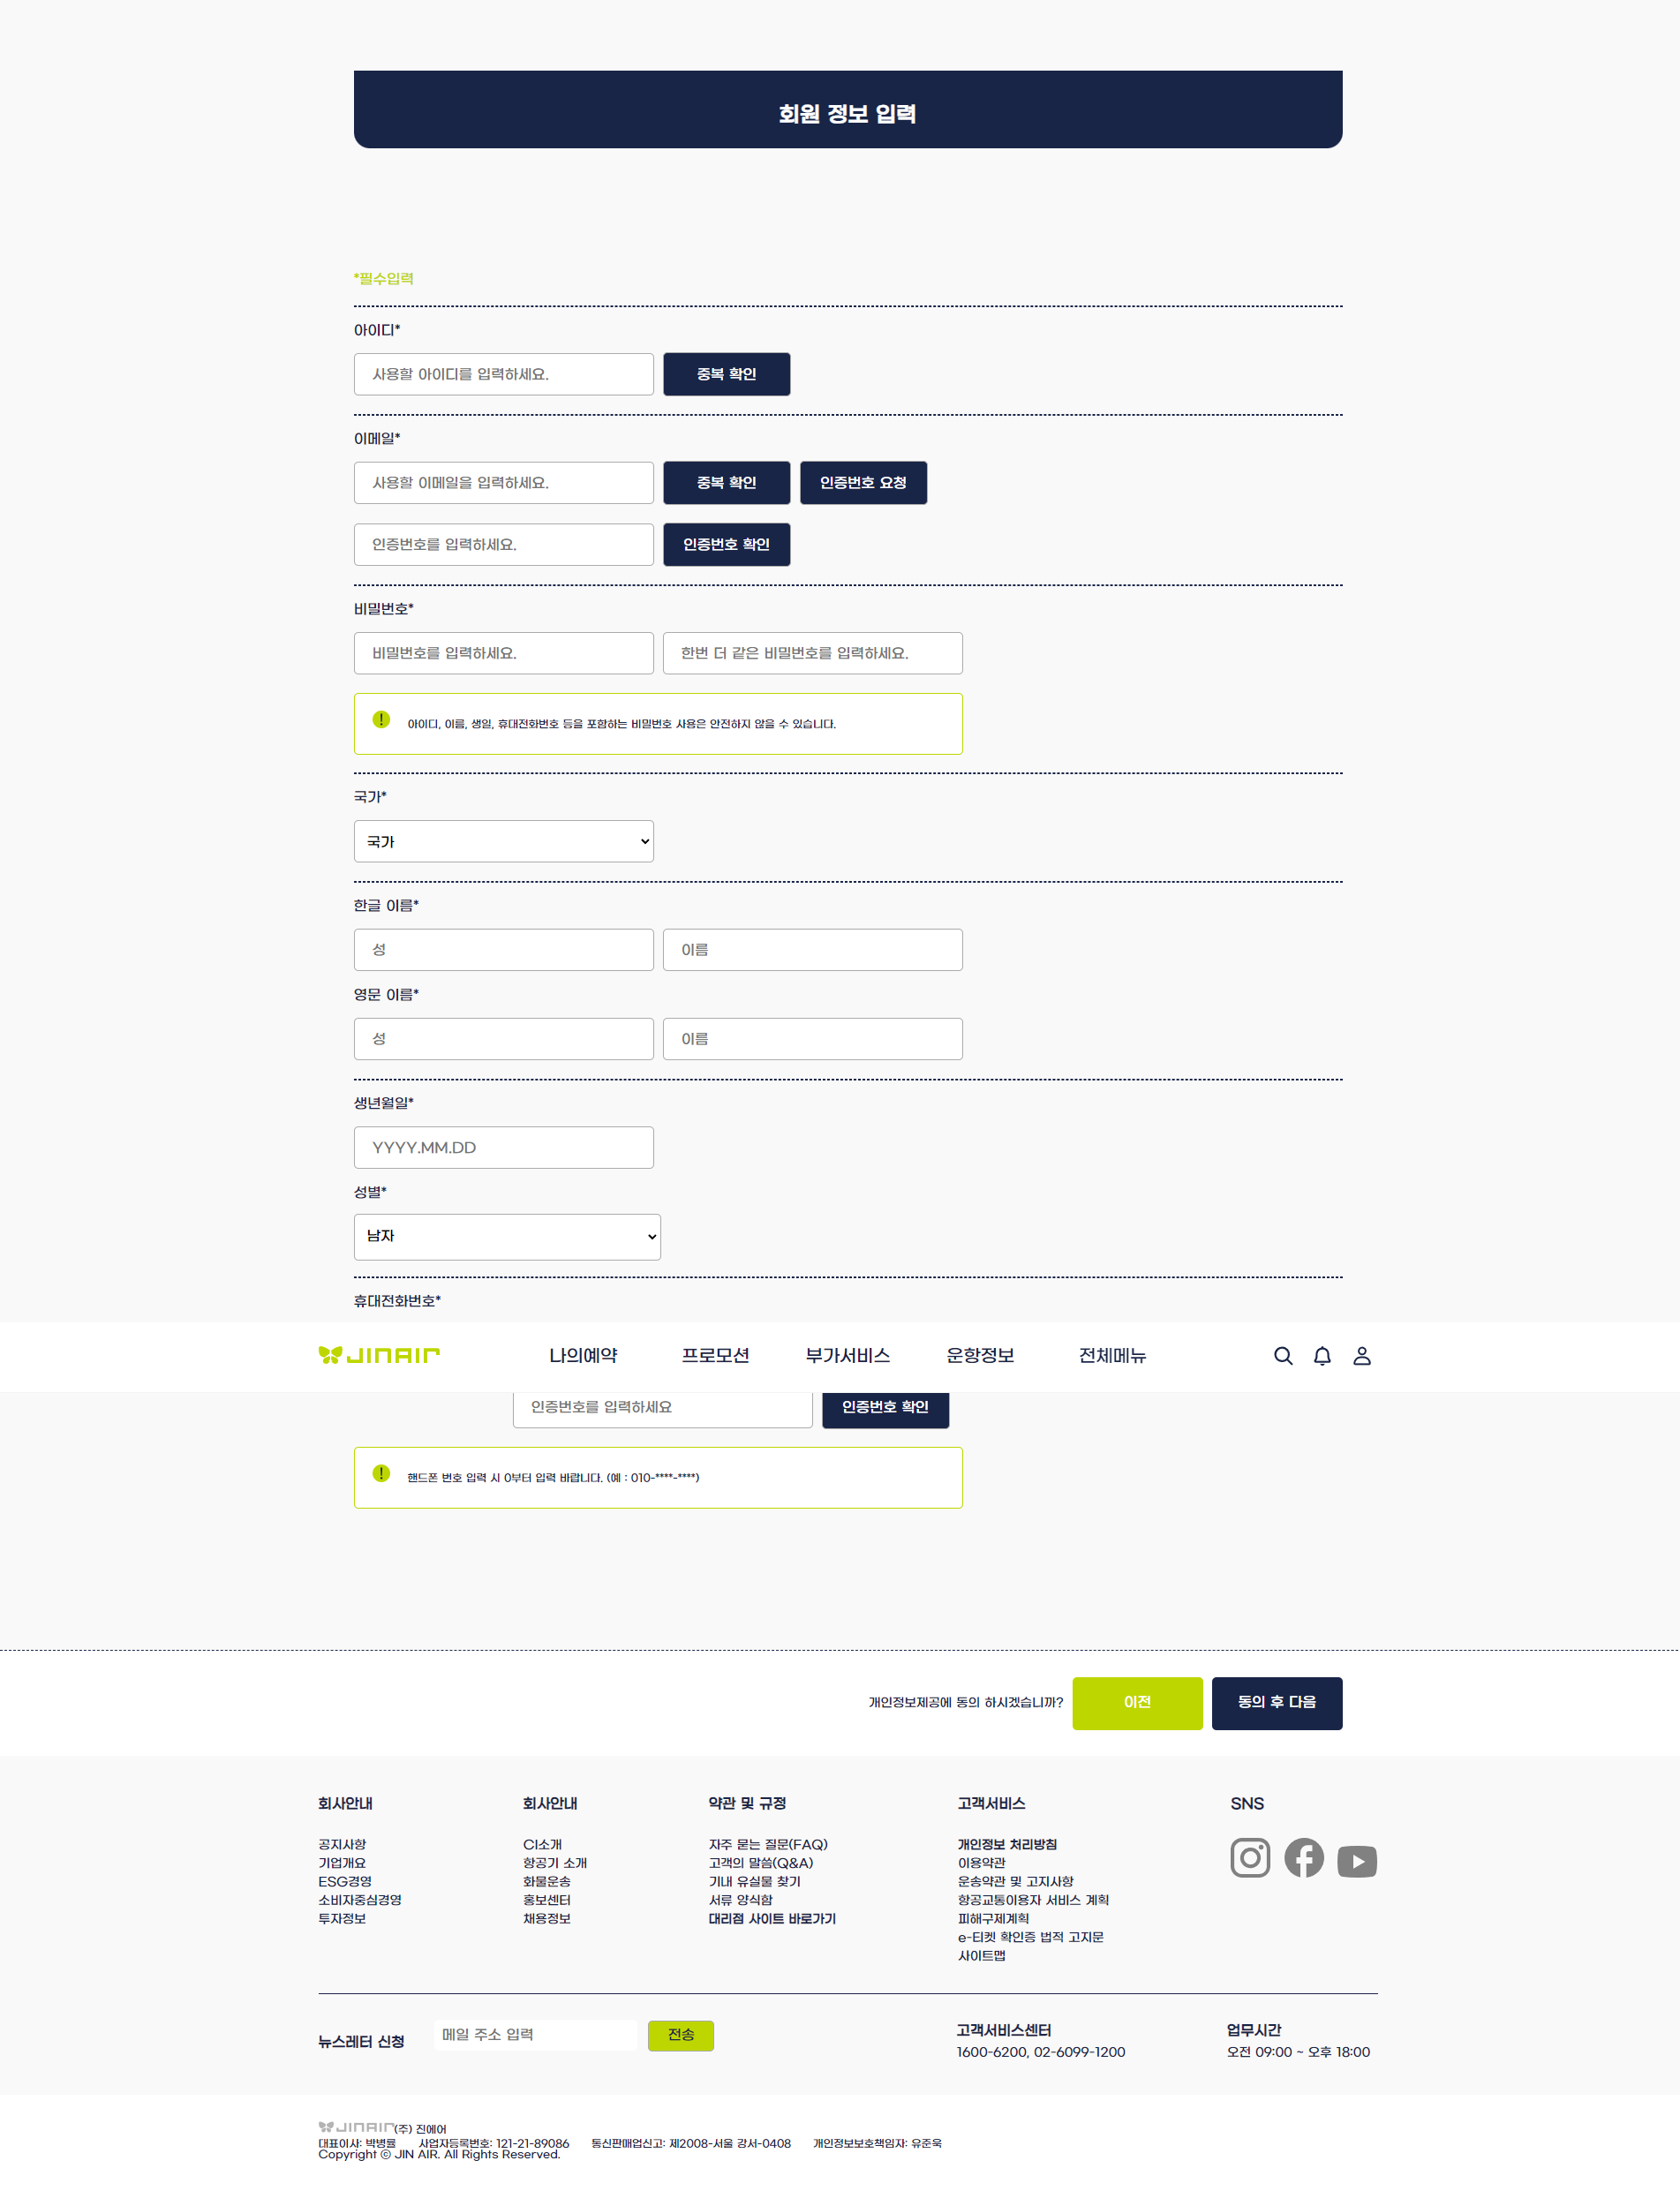 회원 정보 입력
*필수입력
아이디*
사용할 아이디를 입력하세요. 중복 확인
이메일*
사용할 이메일을 입력하세요. 중복 확인 인증번호 요청
인증번호를 입력하세요. 인증번호 확인
비밀번호*
비밀번호를 입력하세요. 한번 더 같은 비밀번호를 입력하세요.
! 아이디, 이름, 생일, 휴대전화번호 등을 포함하는 비밀번호 사용은 안전하지 않을 수 있습니다.
국가*
국가
한글 이름*
성 이름
영문 이름*
성 이름
생년월일*
YYYY.MM.DD
성별*
남자
휴대전화번호*
JINAIR 나의예약 프로모션 부가서비스 운항정보 전체메뉴
인증번호를 입력하세요 인증번호 확인
! 핸드폰 번호 입력 시 0부터 입력 바랍니다. (예 : 010-****-****)
개인정보제공에 동의 하시겠습니까? 이전 동의 후 다음
회사안내
공지사항
기업개요
ESG경영
소비자중심경영
투자정보
회사안내
CI소개
항공기 소개
화물운송
홍보센터
채용정보
약관 및 규정
자주 묻는 질문(FAQ)
고객의 말씀(Q&A)
기내 유실물 찾기
서류 양식함
대리점 사이트 바로가기
고객서비스
개인정보 처리방침
이용약관
운송약관 및 고지사항
항공교통이용자 서비스 계획
피해구제계획
e-티켓 확인증 법적 고지문
사이트맵
SNS
뉴스레터 신청 메일 주소 입력 전송
고객서비스센터
1600-6200, 02-6099-1200
업무시간
오전 09:00 ~ 오후 18:00
JINAIR (주) 진에어
대표이사: 박병률 사업자등록번호: 121-21-89086 통신판매업신고: 제2008-서울 강서-0408 개인정보보호책임자: 유준욱
Copyright ⓒ JIN AIR. All Rights Reserved.